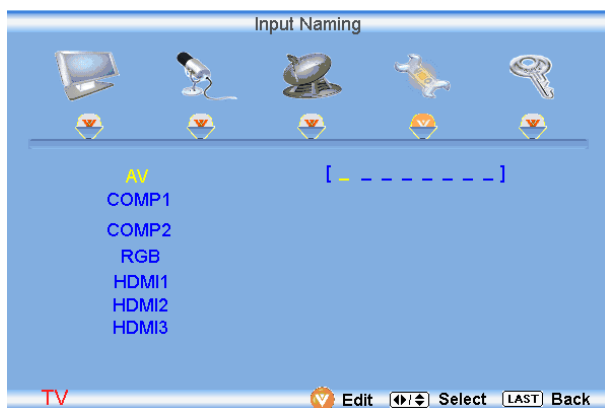 Input Naming
AV [ _ _ _ _ _ _ _ _ ]
COMP1
COMP2
RGB
HDMI1
HDMI2
HDMI3
TV V Edit Select LAST Back